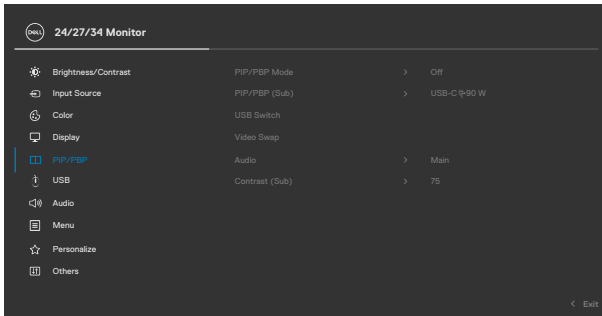 DELL 24/27/34 Monitor
Brightness/Contrast PIP/PBP Mode > Off
Input Source PIP/PBP (Sub) > USB-C 90 W
Color USB Switch
Display Video Swap
PIP/PBP Audio > Main
USB Contrast (Sub) > 75
Audio
Menu
Personalize
Others
< Exit